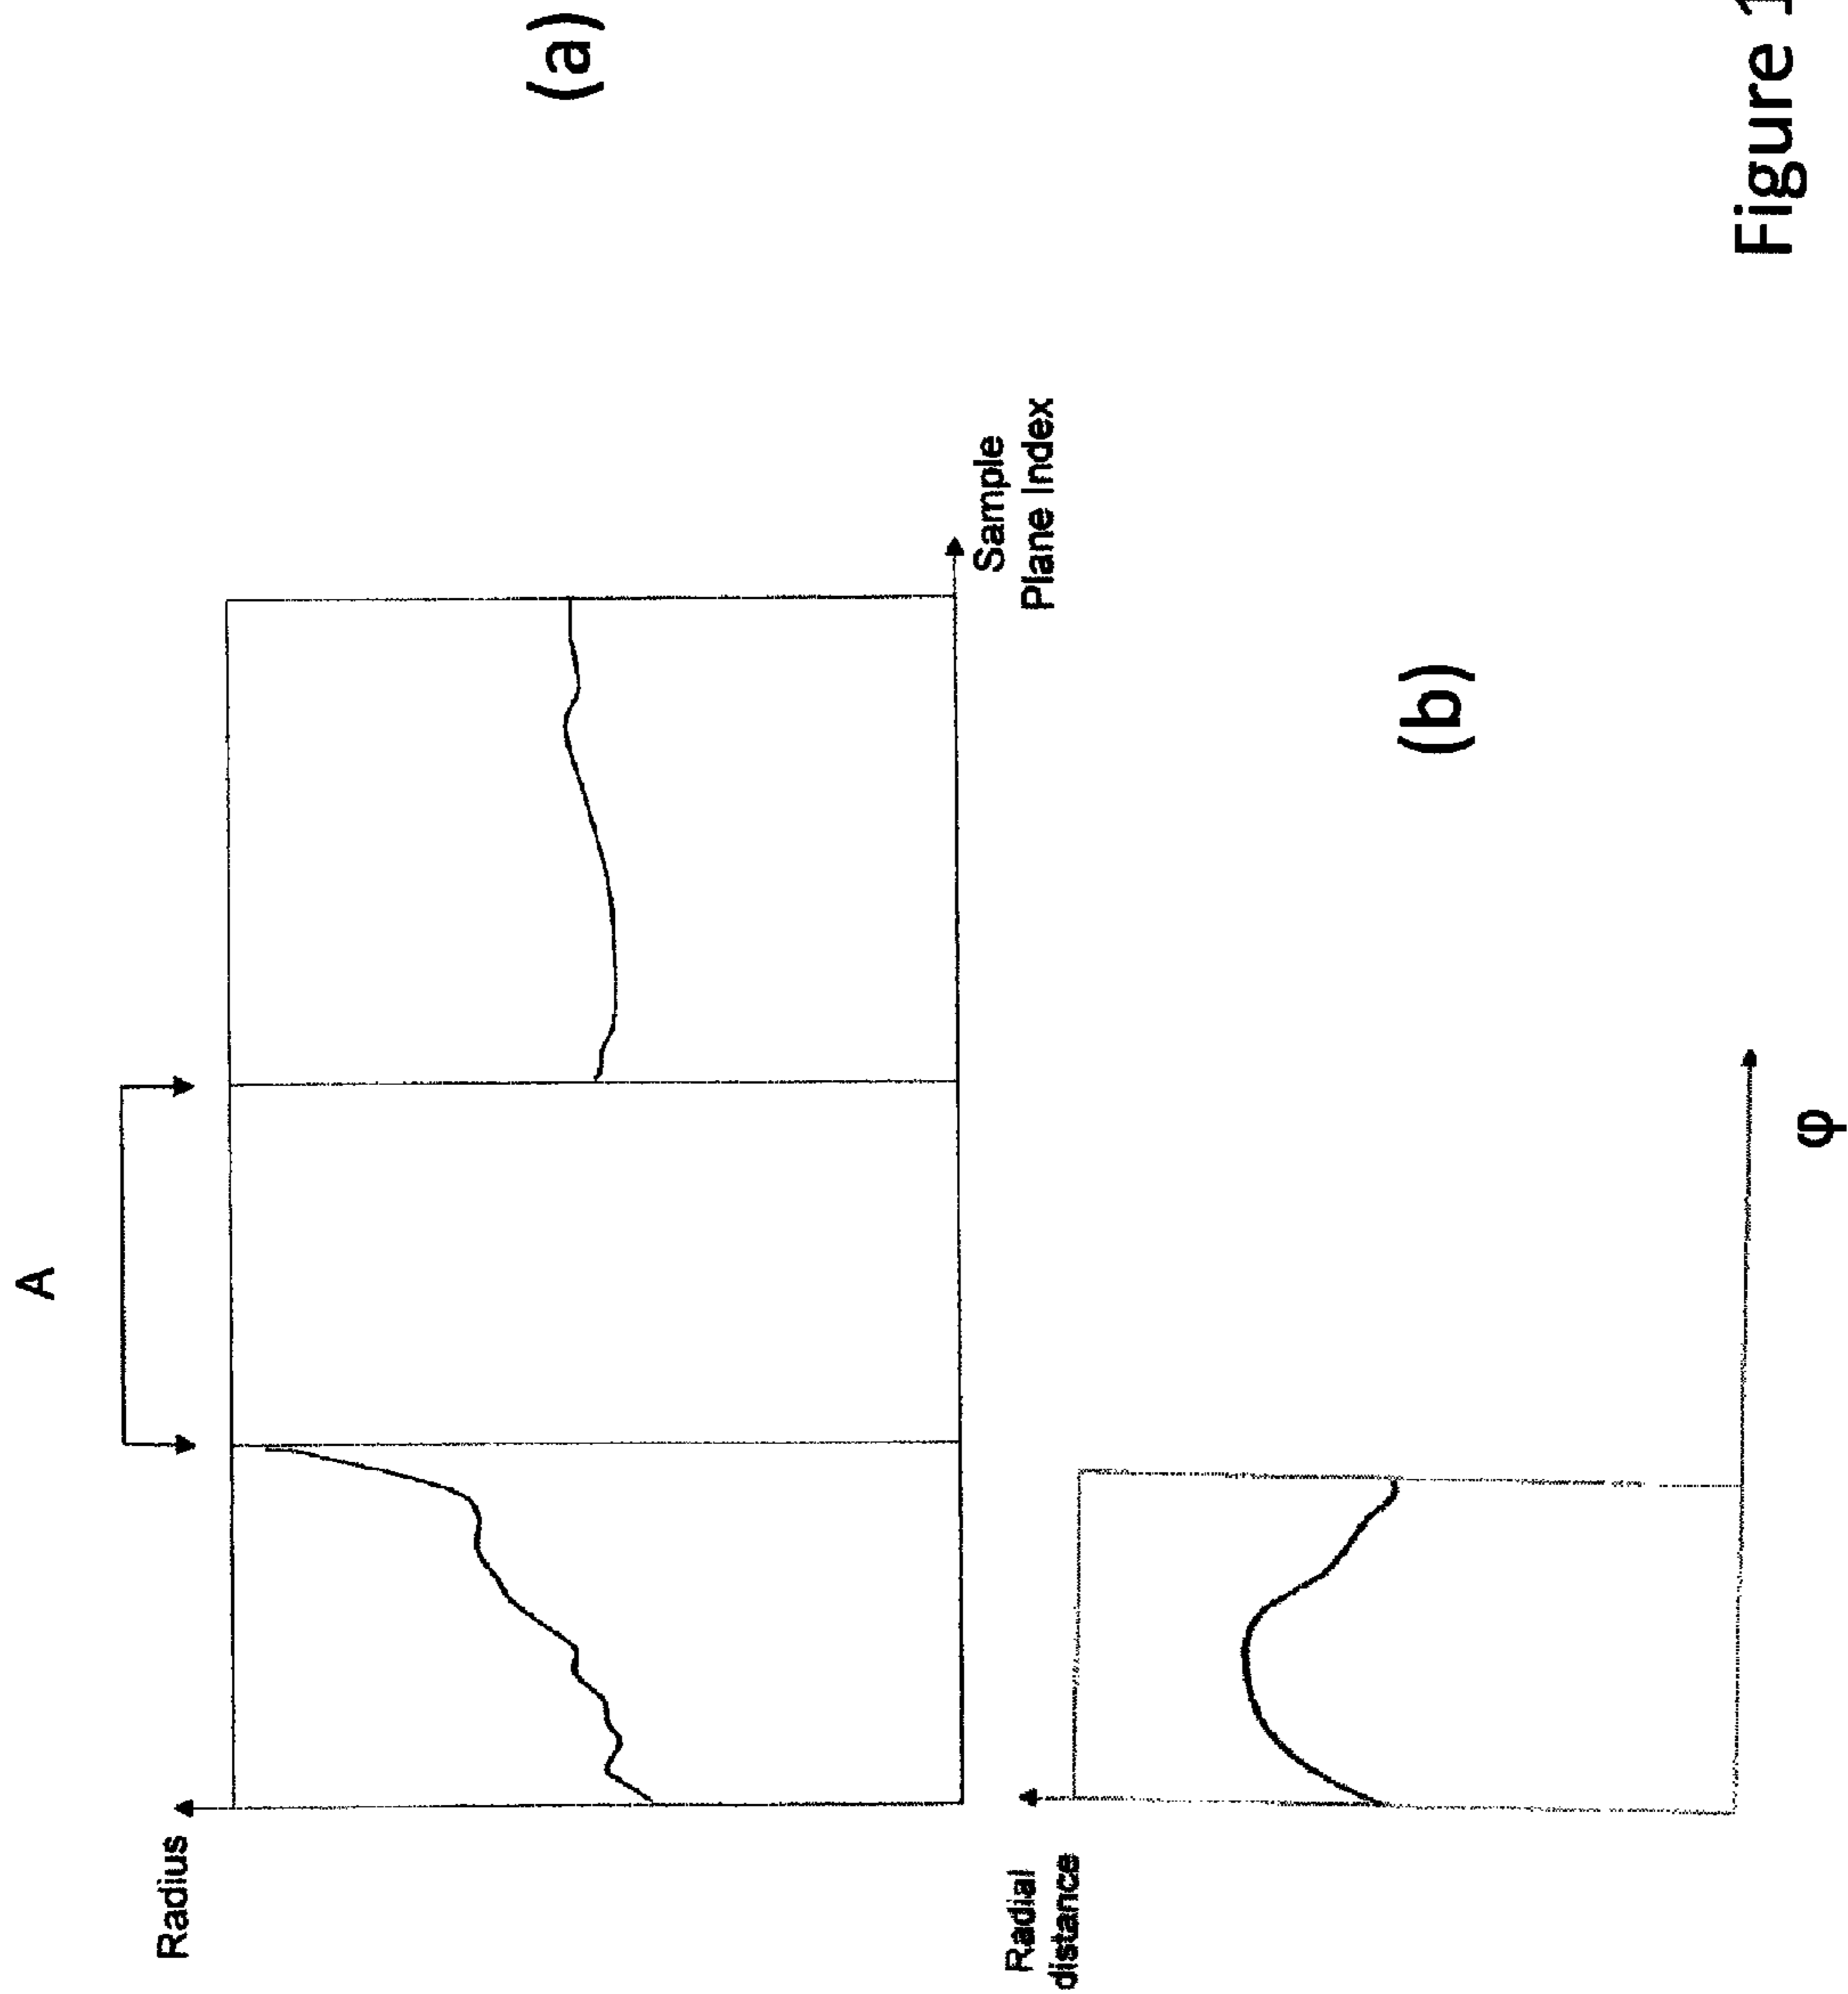 A
Radius
(a)
Sample
Plane Index
Radial
distance
(b)
φ
Figure 1